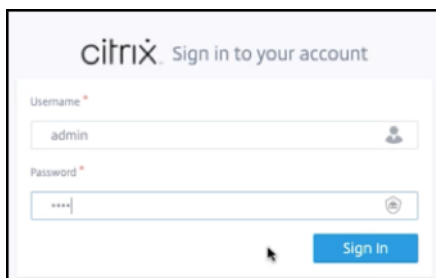 citrix Sign in to your account
Username *
admin
Password *
••••
Sign In